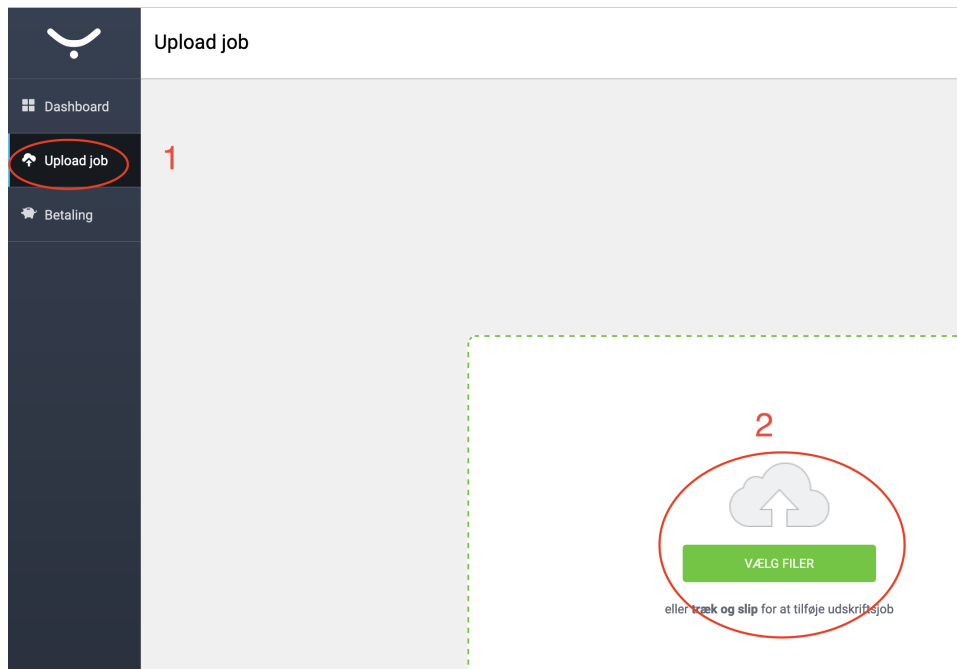 Upload job
Dashboard
Upload job
1
Betaling
2
VÆLG FILER
eller træk og slip for at tilføje udskriftsjob